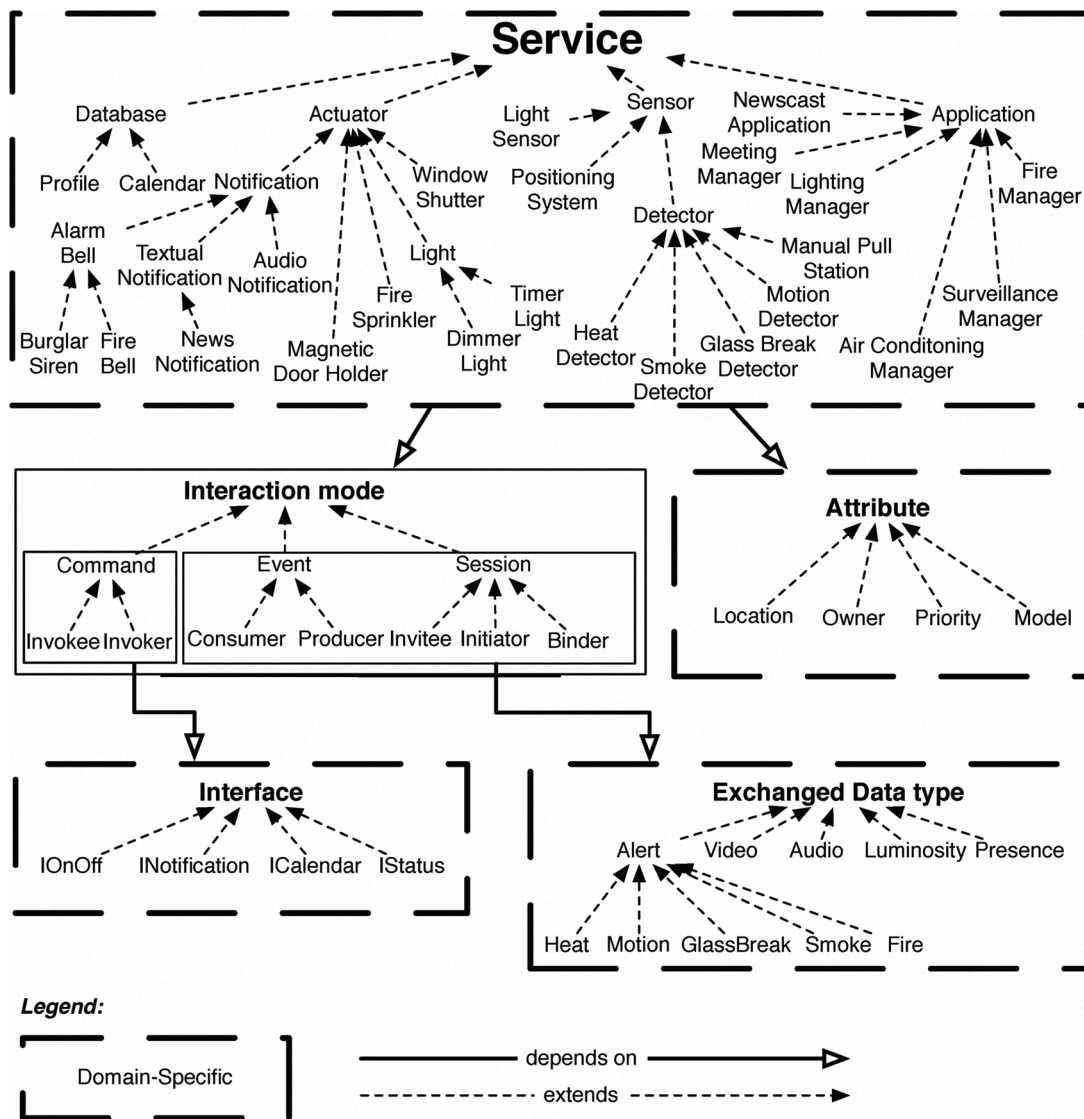 Service
Database
Actuator
Light
Sensor
Sensor
Newscast
Application
Application
Profile
Calendar
Notification
Window
Shutter
Positioning
System
Meeting
Manager
Lighting
Manager
Fire
Manager
Alarm
Bell
Textual
Notification
Audio
Notification
Light
Detector
Manual Pull
Station
Burglar
Siren
Fire
Bell
News
Notification
Magnetic
Door Holder
Fire
Sprinkler
Dimmer
Light
Timer
Light
Heat
Detector
Smoke
Detector
Glass Break
Detector
Motion
Detector
Air Conditoning
Manager
Surveillance
Manager
Interaction mode
Command
Event
Session
Invokee
Invoker
Consumer
Producer
Invitee
Initiator
Binder
Attribute
Location
Owner
Priority
Model
Interface
IOnOff
INotification
ICalendar
IStatus
Exchanged Data type
Alert
Video
Audio
Luminosity
Presence
Heat
Motion
GlassBreak
Smoke
Fire
Legend:
Domain-Specific
depends on
extends